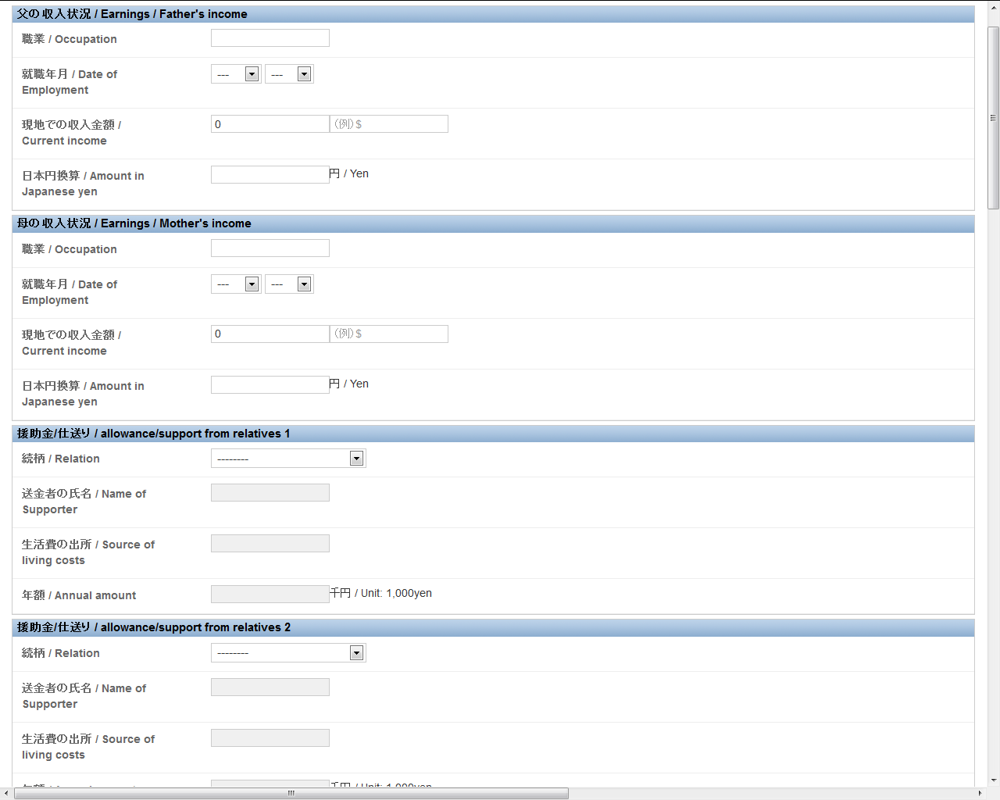 父の収入状況 / Earnings / Father's income
職業 / Occupation
就職年月 / Date of
Employment
--- ---
現地での収入金額 /
Current income
0 (例) $
日本円換算 / Amount in
Japanese yen
円 / Yen
母の収入状況 / Earnings / Mother's income
職業 / Occupation
就職年月 / Date of
Employment
--- ---
現地での収入金額 /
Current income
0 (例) $
日本円換算 / Amount in
Japanese yen
円 / Yen
援助金/仕送り / allowance/support from relatives 1
続柄 / Relation
--------
送金者の氏名 / Name of
Supporter
生活費の出所 / Source of
living costs
年額 / Annual amount
千円 / Unit: 1,000yen
援助金/仕送り / allowance/support from relatives 2
続柄 / Relation
--------
送金者の氏名 / Name of
Supporter
生活費の出所 / Source of
living costs
千円 / Unit: 1,000yen